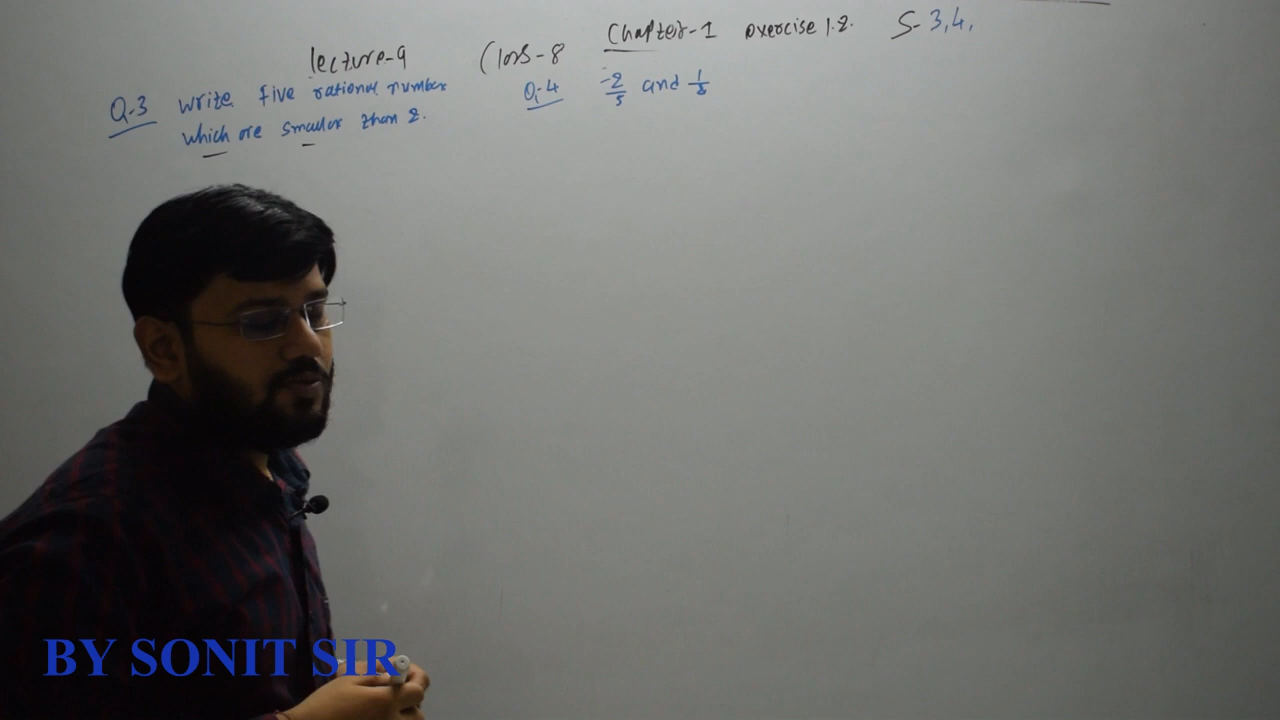 lecture-9 Class-8 Chapter-1 exercise 1.2. S- 3,4,
Q-3 write five rational number
which are smaller than 2.
Q-4 -2/5 and 1/2
BY SONIT SIR